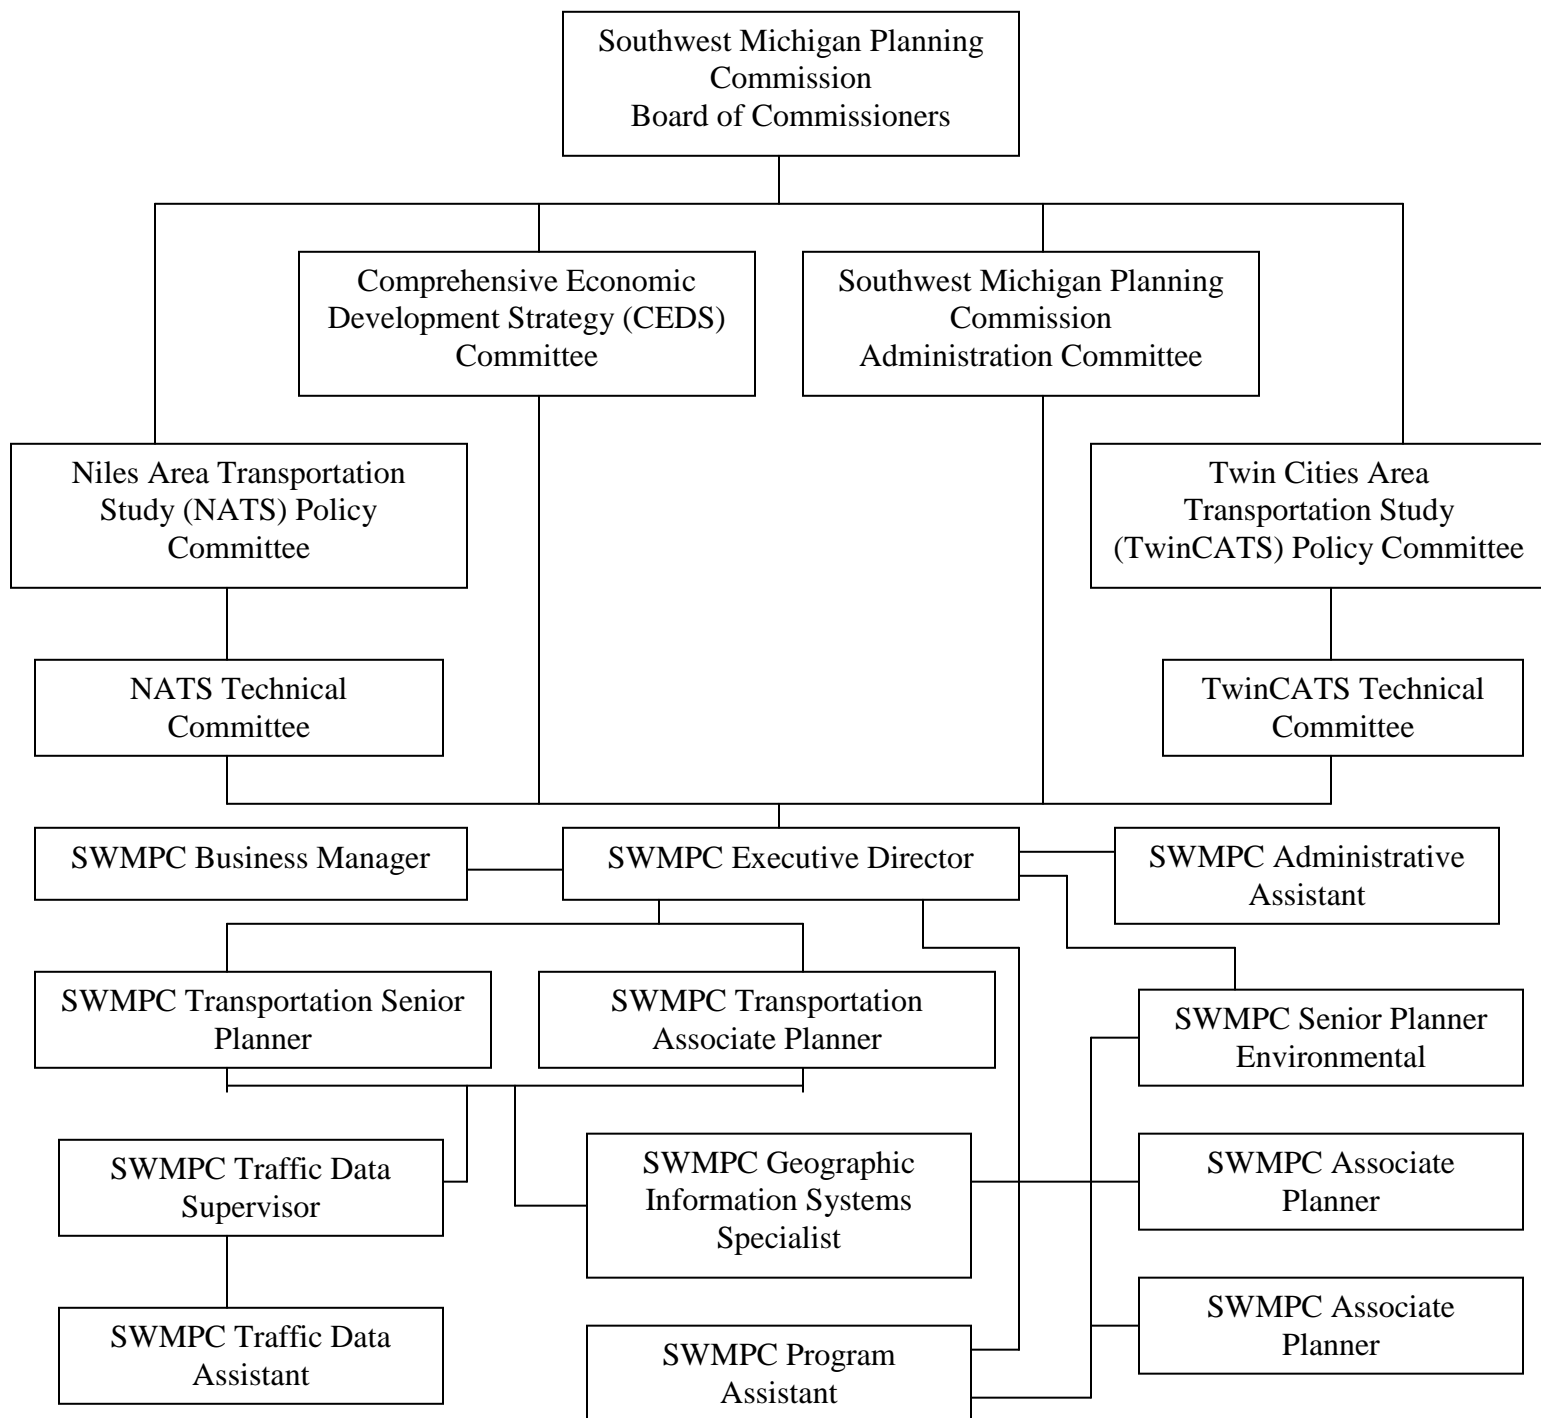 Southwest Michigan Planning
Commission
Board of Commissioners
Comprehensive Economic
Development Strategy (CEDS)
Committee
Southwest Michigan Planning
Commission
Administration Committee
Niles Area Transportation
Study (NATS) Policy
Committee
Twin Cities Area
Transportation Study
(TwinCATS) Policy Committee
NATS Technical
Committee
TwinCATS Technical
Committee
SWMPC Business Manager
SWMPC Executive Director
SWMPC Administrative
Assistant
SWMPC Transportation Senior
Planner
SWMPC Transportation
Associate Planner
SWMPC Senior Planner
Environmental
SWMPC Traffic Data
Supervisor
SWMPC Geographic
Information Systems
Specialist
SWMPC Associate
Planner
SWMPC Traffic Data
Assistant
SWMPC Program
Assistant
SWMPC Associate
Planner